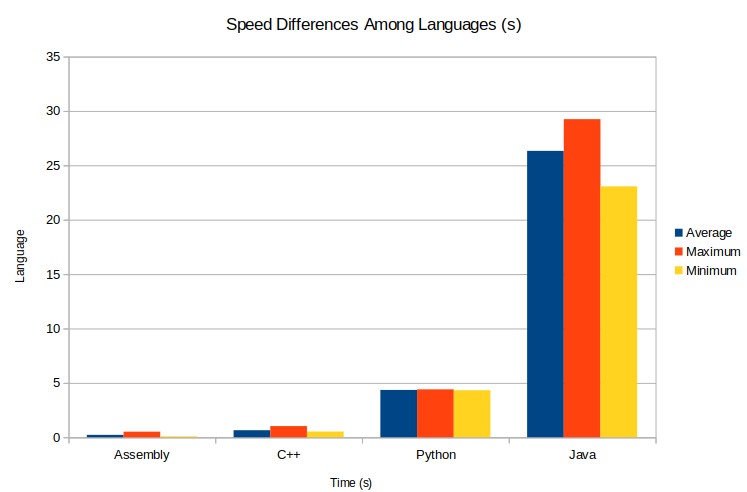 Speed Differences Among Languages (s)
35
30
25
20
15
10
5
0
Language
Assembly
C++
Python
Java
Time (s)
Average
Maximum
Minimum